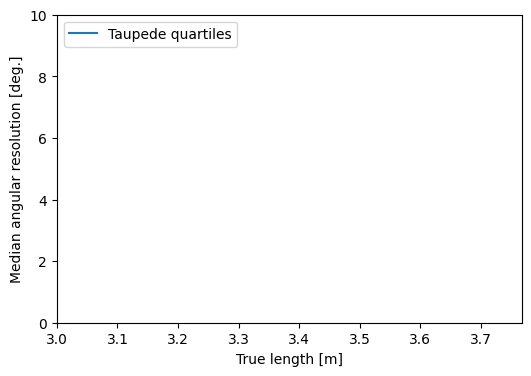 Taupede quartiles
10
8
6
4
2
0
Median angular resolution [deg.]
3.0 3.1 3.2 3.3 3.4 3.5 3.6 3.7
True length [m]